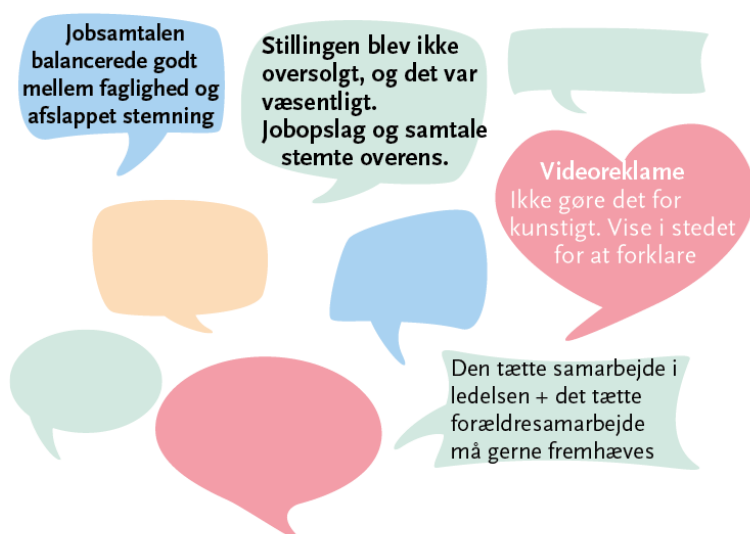 Jobsamtalen
balancerede godt
mellem faglighed og
afslappet stemning
Stillingen blev ikke
oversolgt, og det var
væsentligt.
Jobopslag og samtale
stemte overens.
Videoreklame
Ikke gøre det for
kunstigt. Vise i stedet
for at forklare
Den tætte samarbejde i
ledelsen + det tætte
forældresamarbejde
må gerne fremhæves